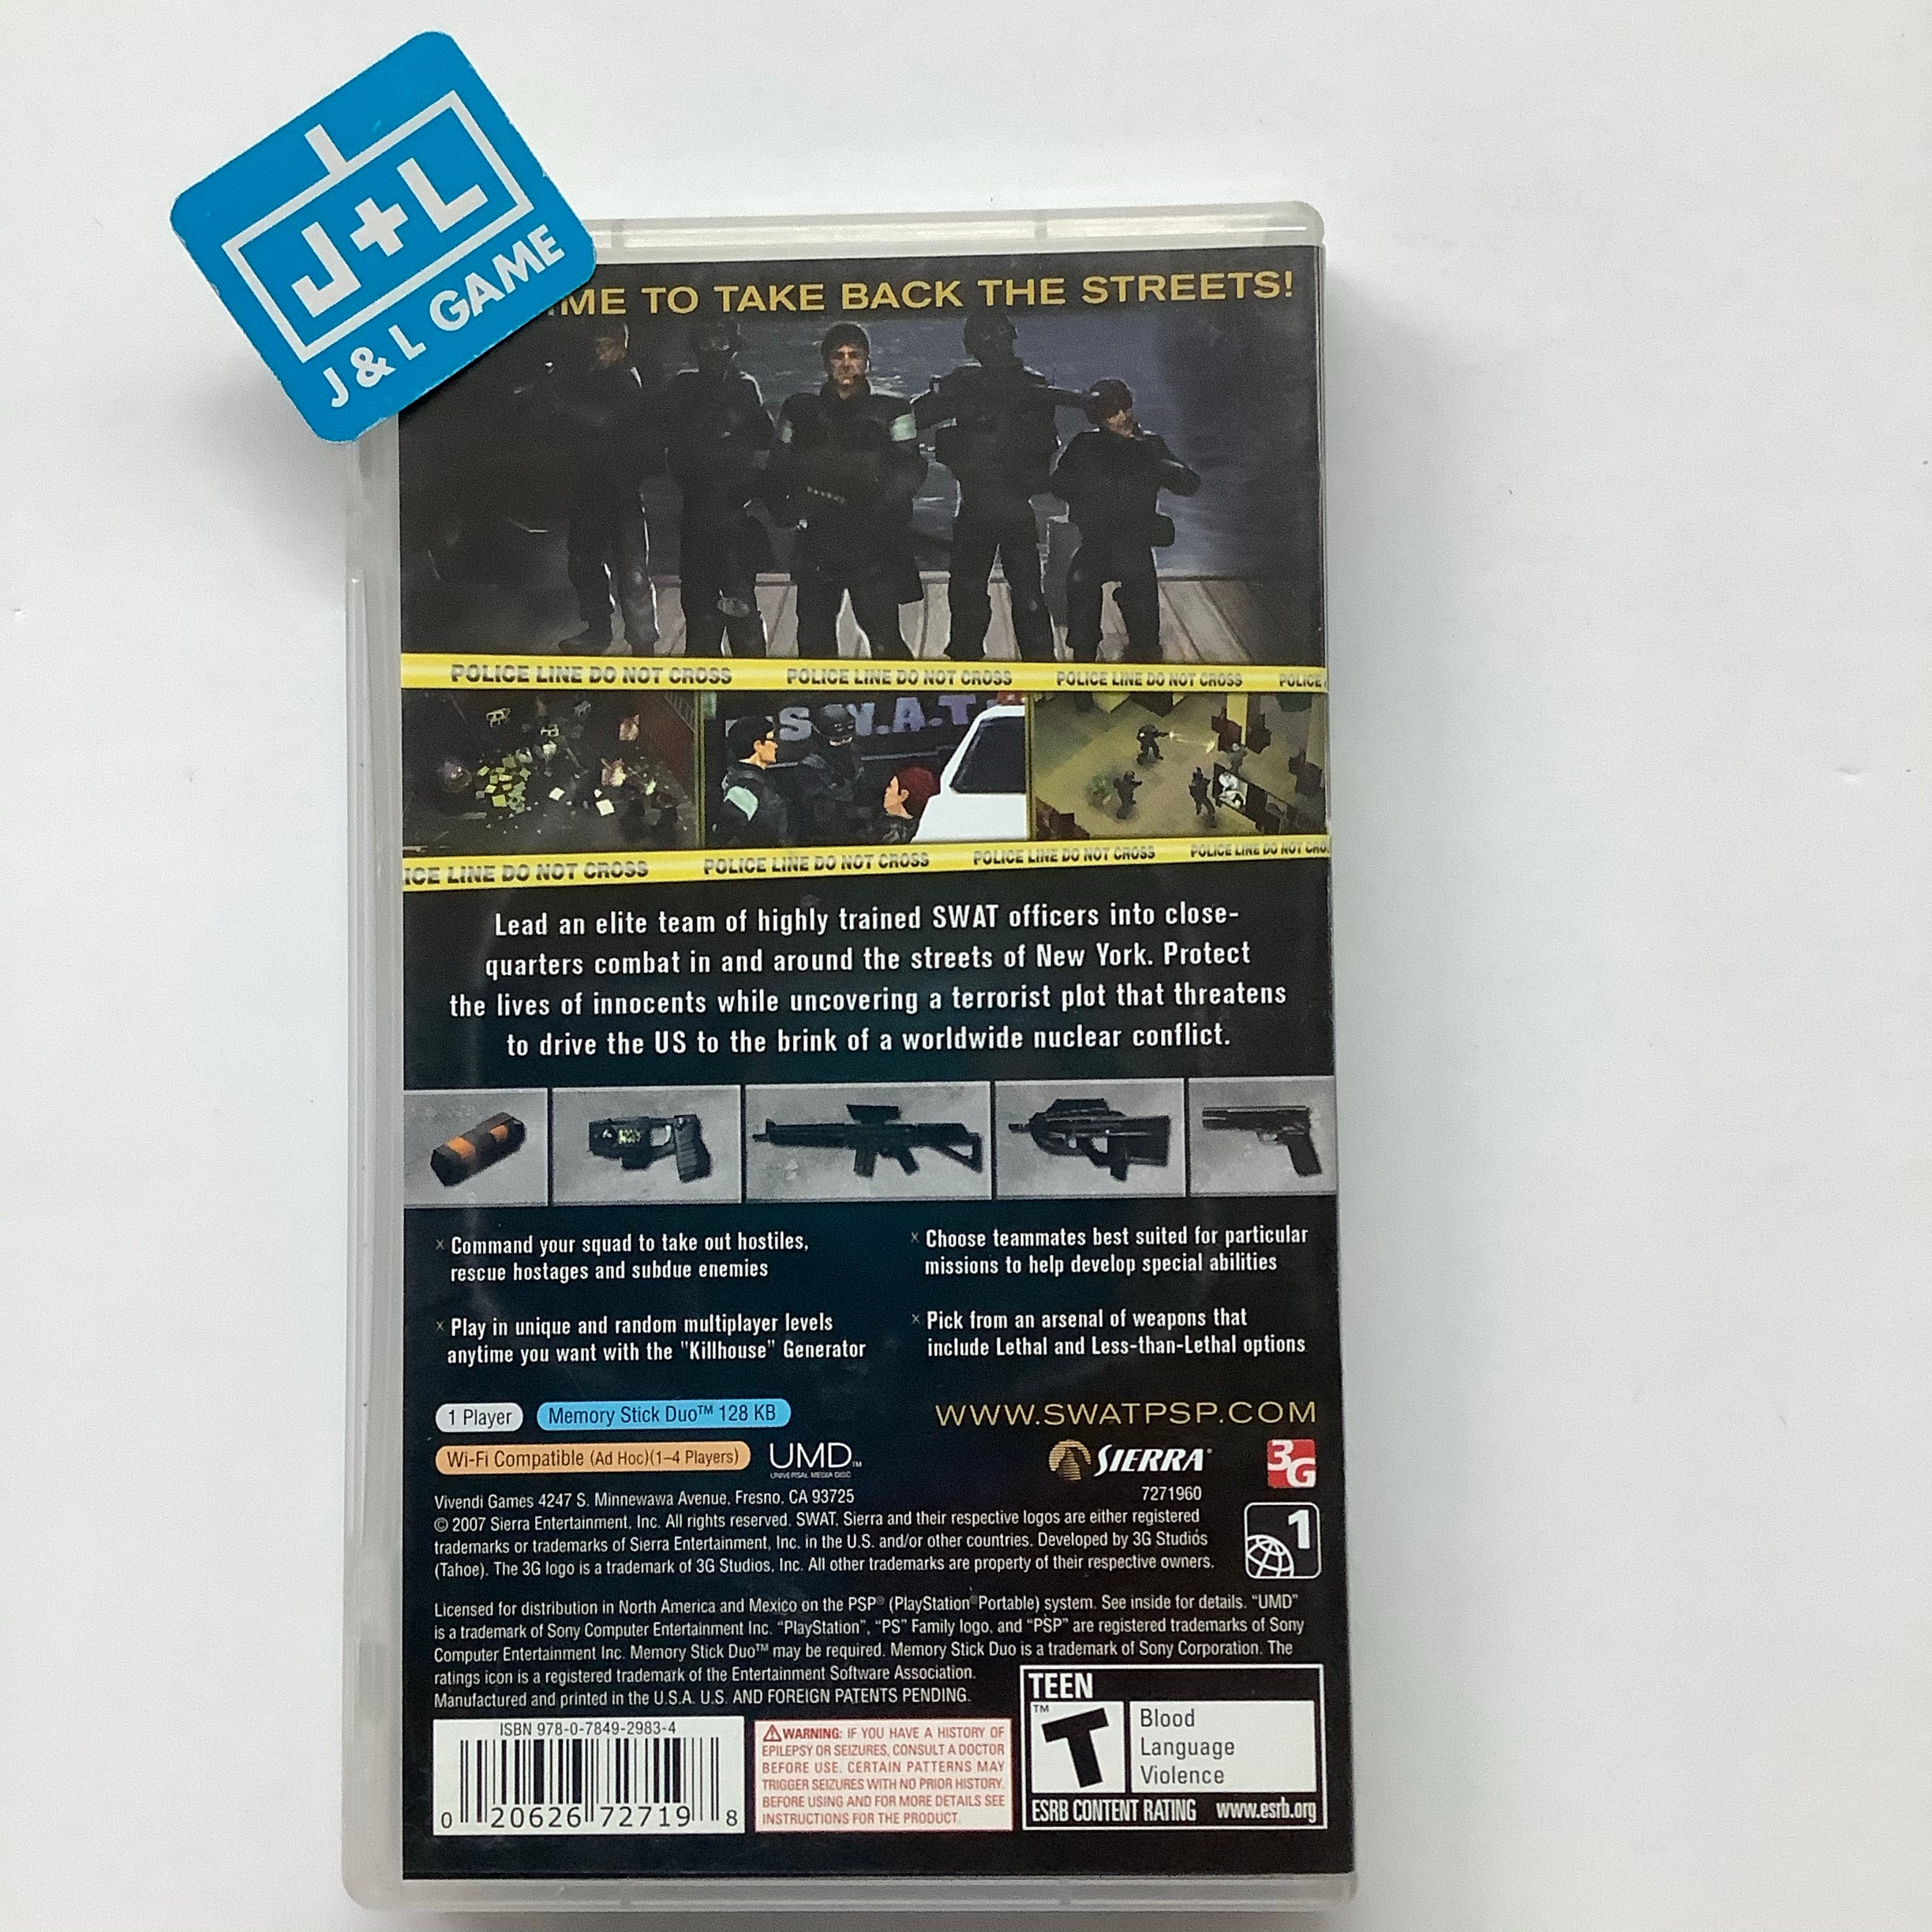 J+L
J & L GAME
TO TAKE BACK THE STREETS!
POLICE LINE DO NOT CROSS POLICE LINE DO NOT CROSS POLICE LINE DO NOT CROSS POLICE
S.W.A.T.
LINE DO NOT CROSS POLICE LINE DO NOT CROSS POLICE LINE DO NOT CROSS POLICE LINE DO NOT
Lead an elite team of highly trained SWAT officers into close-
quarters combat in and around the streets of New York. Protect
the lives of innocents while uncovering a terrorist plot that threatens
to drive the US to the brink of a worldwide nuclear conflict.
x Command your squad to take out hostiles,
rescue hostages and subdue enemies
x Play in unique and random multiplayer levels
anytime you want with the "Killhouse" Generator
x Choose teammates best suited for particular
missions to help develop special abilities
x Pick from an arsenal of weapons that
include Lethal and Less-than-Lethal options
1 Player Memory Stick Duo™ 128 KB
WWW.SWATPSP.COM
Wi-Fi Compatible (Ad Hoc)(1–4 Players) UMD™
UNIVERSAL MEDIA DISC
SIERRA® 3G
7271960
Vivendi Games 4247 S. Minnewawa Avenue, Fresno, CA 93725
© 2007 Sierra Entertainment, Inc. All rights reserved. SWAT, Sierra and their respective logos are either registered
trademarks or trademarks of Sierra Entertainment, Inc. in the U.S. and/or other countries. Developed by 3G Studios
(Tahoe). The 3G logo is a trademark of 3G Studios, Inc. All other trademarks are property of their respective owners.
1
Licensed for distribution in North America and Mexico on the PSP® (PlayStation®Portable) system. See inside for details. “UMD”
is a trademark of Sony Computer Entertainment Inc. “PlayStation”, “PS” Family logo, and “PSP” are registered trademarks of Sony
Computer Entertainment Inc. Memory Stick Duo™ may be required. Memory Stick Duo is a trademark of Sony Corporation. The
ratings icon is a registered trademark of the Entertainment Software Association.
Manufactured and printed in the U.S.A. U.S. AND FOREIGN PATENTS PENDING.
ISBN 978-0-7849-2983-4
0 20626 72719 8
WARNING: IF YOU HAVE A HISTORY OF
EPILEPSY OR SEIZURES, CONSULT A DOCTOR
BEFORE USE. CERTAIN PATTERNS MAY
TRIGGER SEIZURES WITH NO PRIOR HISTORY.
BEFORE USING AND FOR MORE DETAILS SEE
INSTRUCTIONS FOR THE PRODUCT.
TEEN
T™
Blood
Language
Violence
ESRB CONTENT RATING www.esrb.org